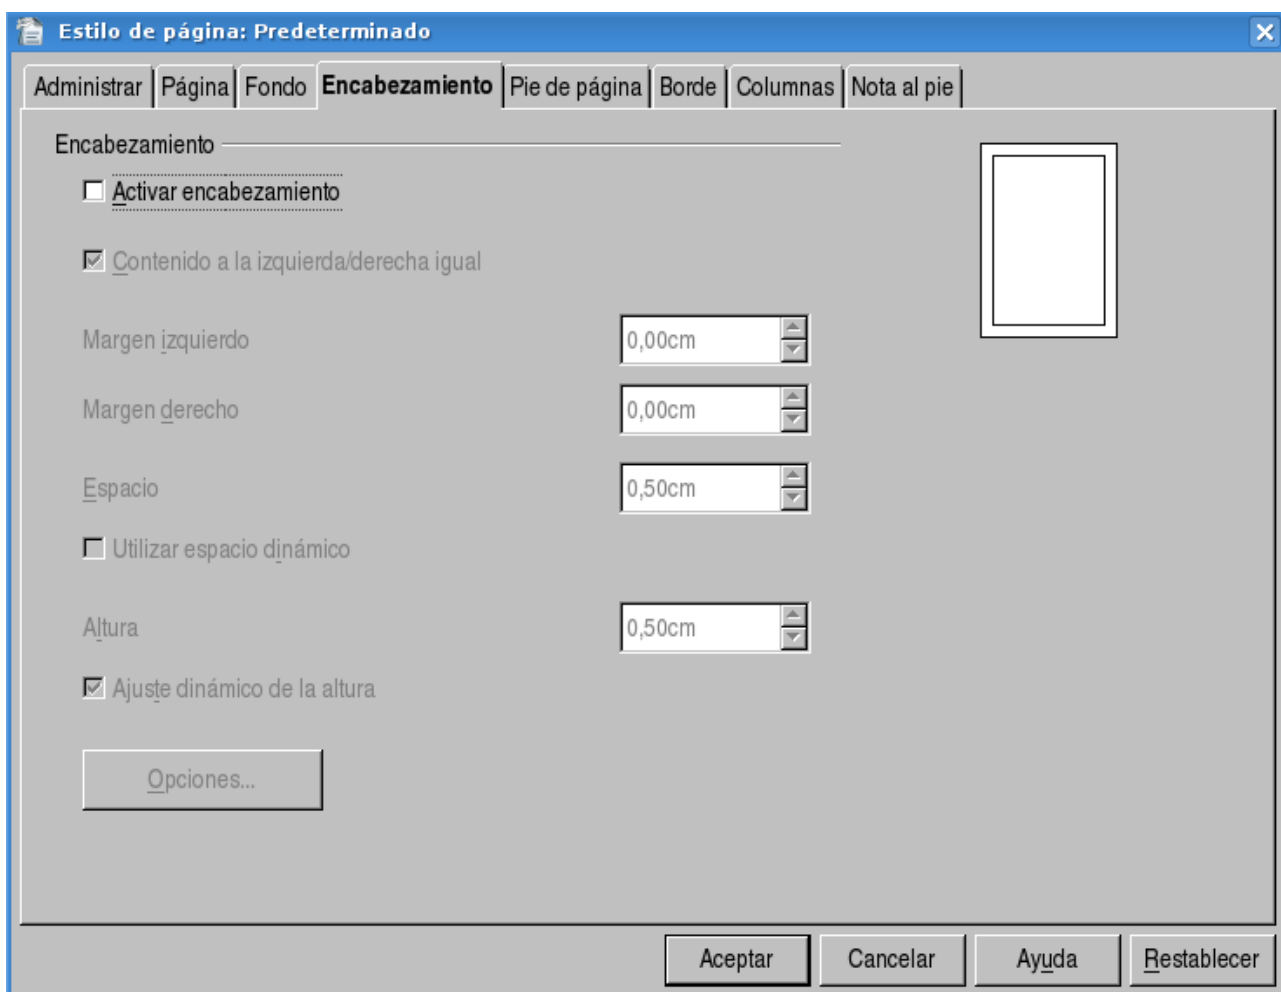 Estilo de página: Predeterminado
Administrar Página Fondo Encabezamiento Pie de página Borde Columnas Nota al pie
Encabezamiento
Activar encabezamiento
Contenido a la izquierda/derecha igual
Margen izquierdo 0,00cm
Margen derecho 0,00cm
Espacio 0,50cm
Utilizar espacio dinámico
Altura 0,50cm
Ajuste dinámico de la altura
Opciones...
Aceptar Cancelar Ayuda Restablecer